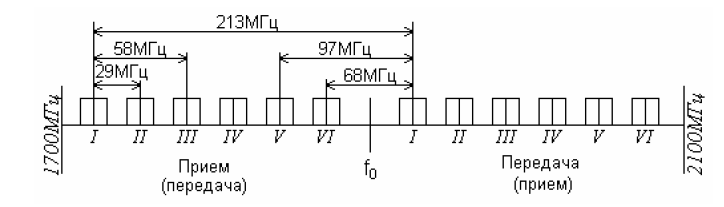 213МГц
58МГц
97МГц
29МГц
68МГц
1700МГц
I II III IV V VI
f0
I II III IV V VI
2100МГц
Прием
(передача)
Передача
(прием)